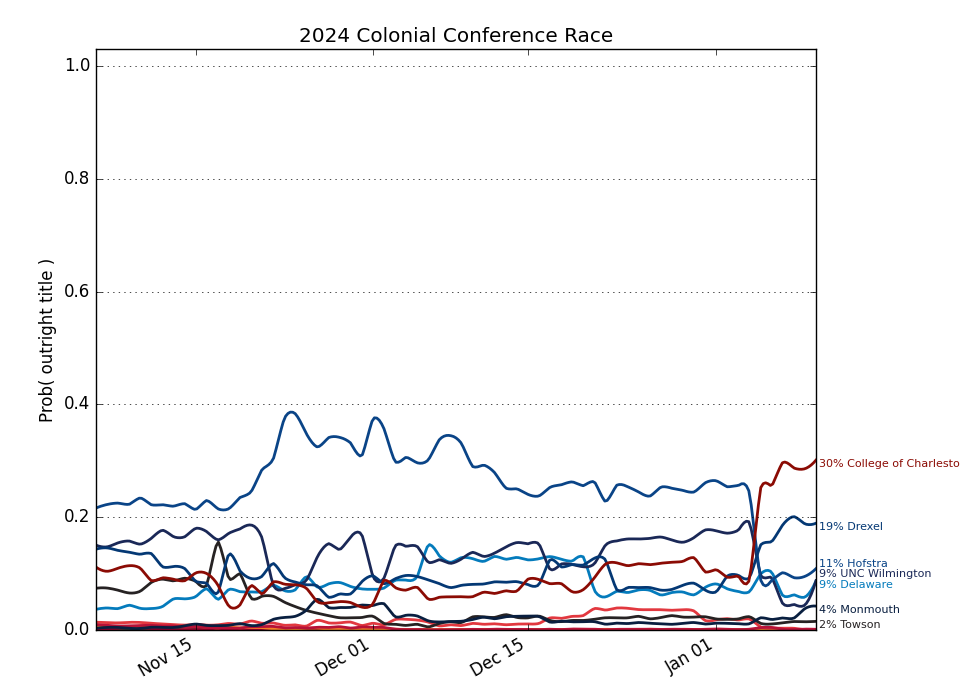 2024 Colonial Conference Race
Prob( outright title )
1.0
0.8
0.6
0.4
0.2
0.0
Nov 15
Dec 01
Dec 15
Jan 01
30% College of Charlesto
19% Drexel
11% Hofstra
9% UNC Wilmington
9% Delaware
4% Monmouth
2% Towson